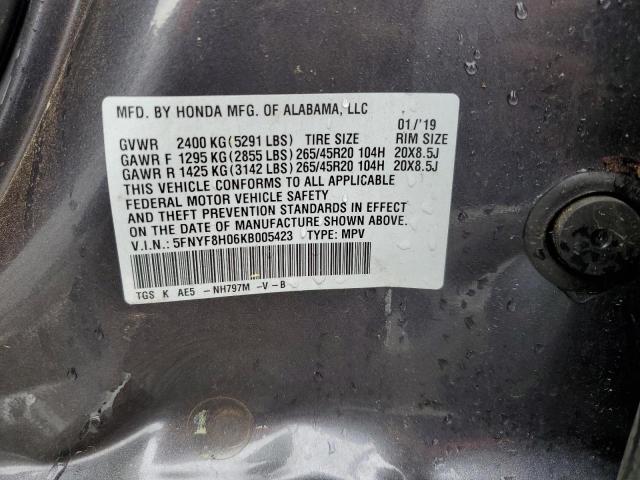 MFD. BY HONDA MFG. OF ALABAMA, LLC 01/'19
GVWR 2400 KG(5291 LBS) TIRE SIZE RIM SIZE
GAWR F 1295 KG(2855 LBS)265/45R20 104H 20X8.5J
GAWR R 1425 KG(3142 LBS)265/45R20 104H 20X8.5J
THIS VEHICLE CONFORMS TO ALL APPLICABLE
FEDERAL MOTOR VEHICLE SAFETY
AND THEFT PREVENTION STANDARDS IN EFFECT
ON THE DATE OF MANUFACTURE SHOWN ABOVE.
V.I.N.: 5FNYF8H06KB005423 TYPE: MPV
TGS K AE5 -NH797M -V-B